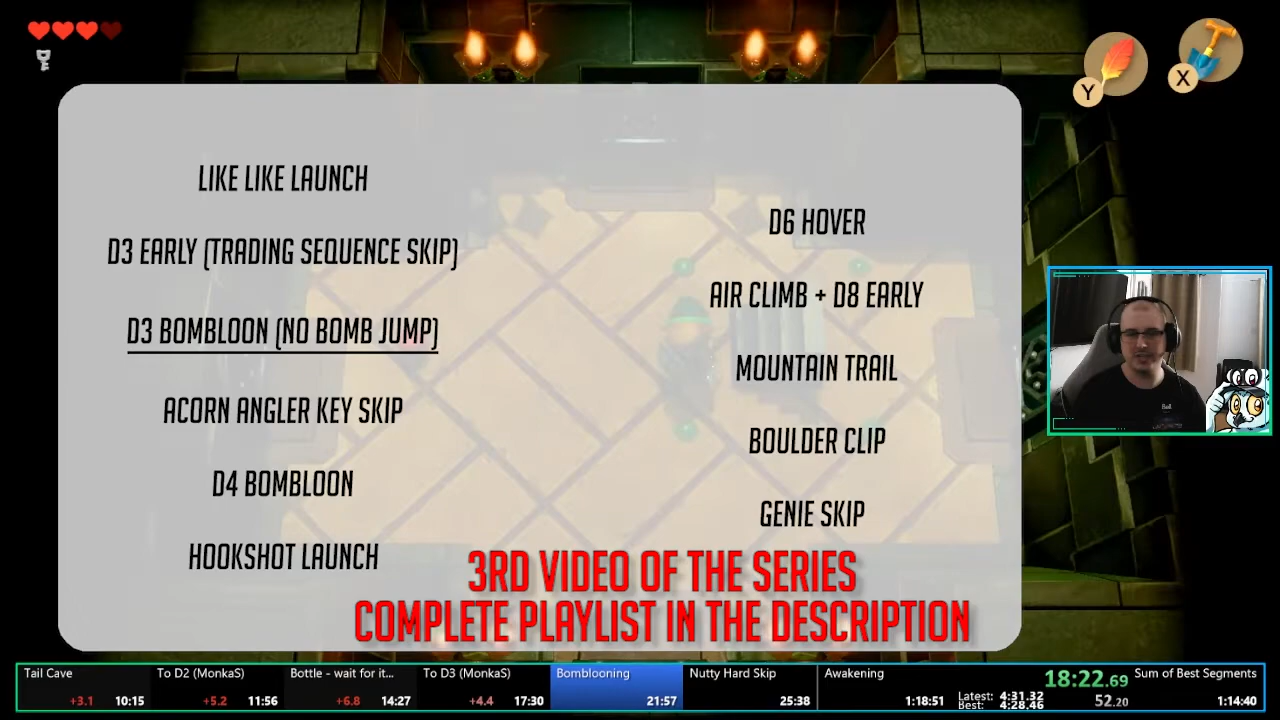 Y
X
LIKE LIKE LAUNCH
D3 EARLY (TRADING SEQUENCE SKIP)
D3 BOMBLOON (NO BOMB JUMP)
ACORN ANGLER KEY SKIP
D4 BOMBLOON
HOOKSHOT LAUNCH
D6 HOVER
AIR CLIMB + D8 EARLY
MOUNTAIN TRAIL
BOULDER CLIP
GENIE SKIP
3RD VIDEO OF THE SERIES
COMPLETE PLAYLIST IN THE DESCRIPTION
Bell
Tail Cave
+3.1 10:15
To D2 (MonkaS)
+5.2 11:56
Bottle - wait for it...
+6.8 14:27
To D3 (MonkaS)
+4.4 17:30
Bomblooning
21:57
Nutty Hard Skip
25:38
Awakening
1:18:51
18:22.69
Latest: 4:31.32
Best: 4:28.46
52.20
Sum of Best Segments
1:14:40